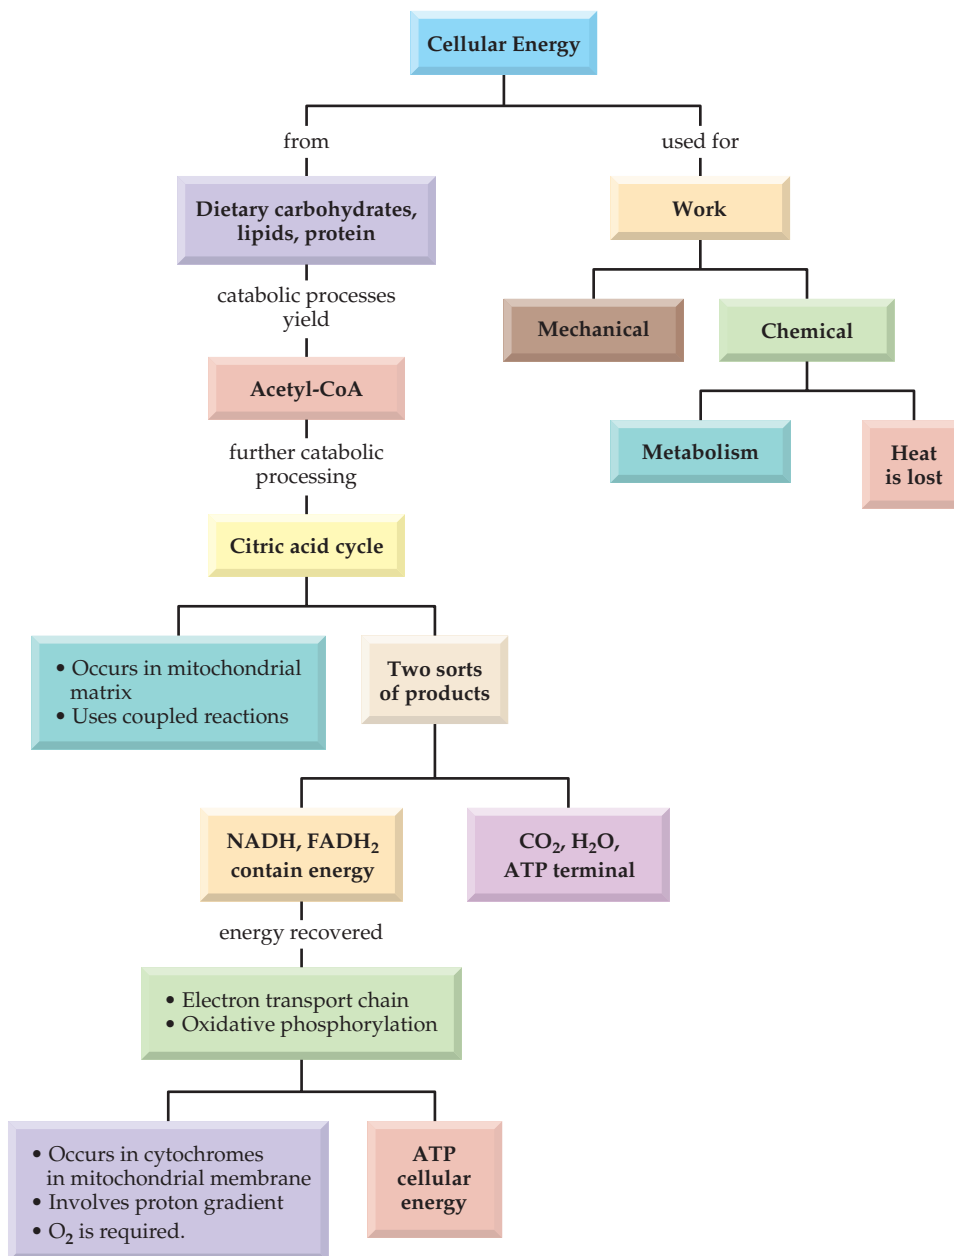 Cellular Energy
from
used for
Dietary carbohydrates,
lipids, protein
Work
catabolic processes
yield
Mechanical
Chemical
Acetyl-CoA
Metabolism
Heat
is lost
further catabolic
processing
Citric acid cycle
• Occurs in mitochondrial
matrix
• Uses coupled reactions
Two sorts
of products
NADH, FADH₂
contain energy
CO₂, H₂O,
ATP terminal
energy recovered
• Electron transport chain
• Oxidative phosphorylation
• Occurs in cytochromes
in mitochondrial membrane
• Involves proton gradient
• O₂ is required.
ATP
cellular
energy